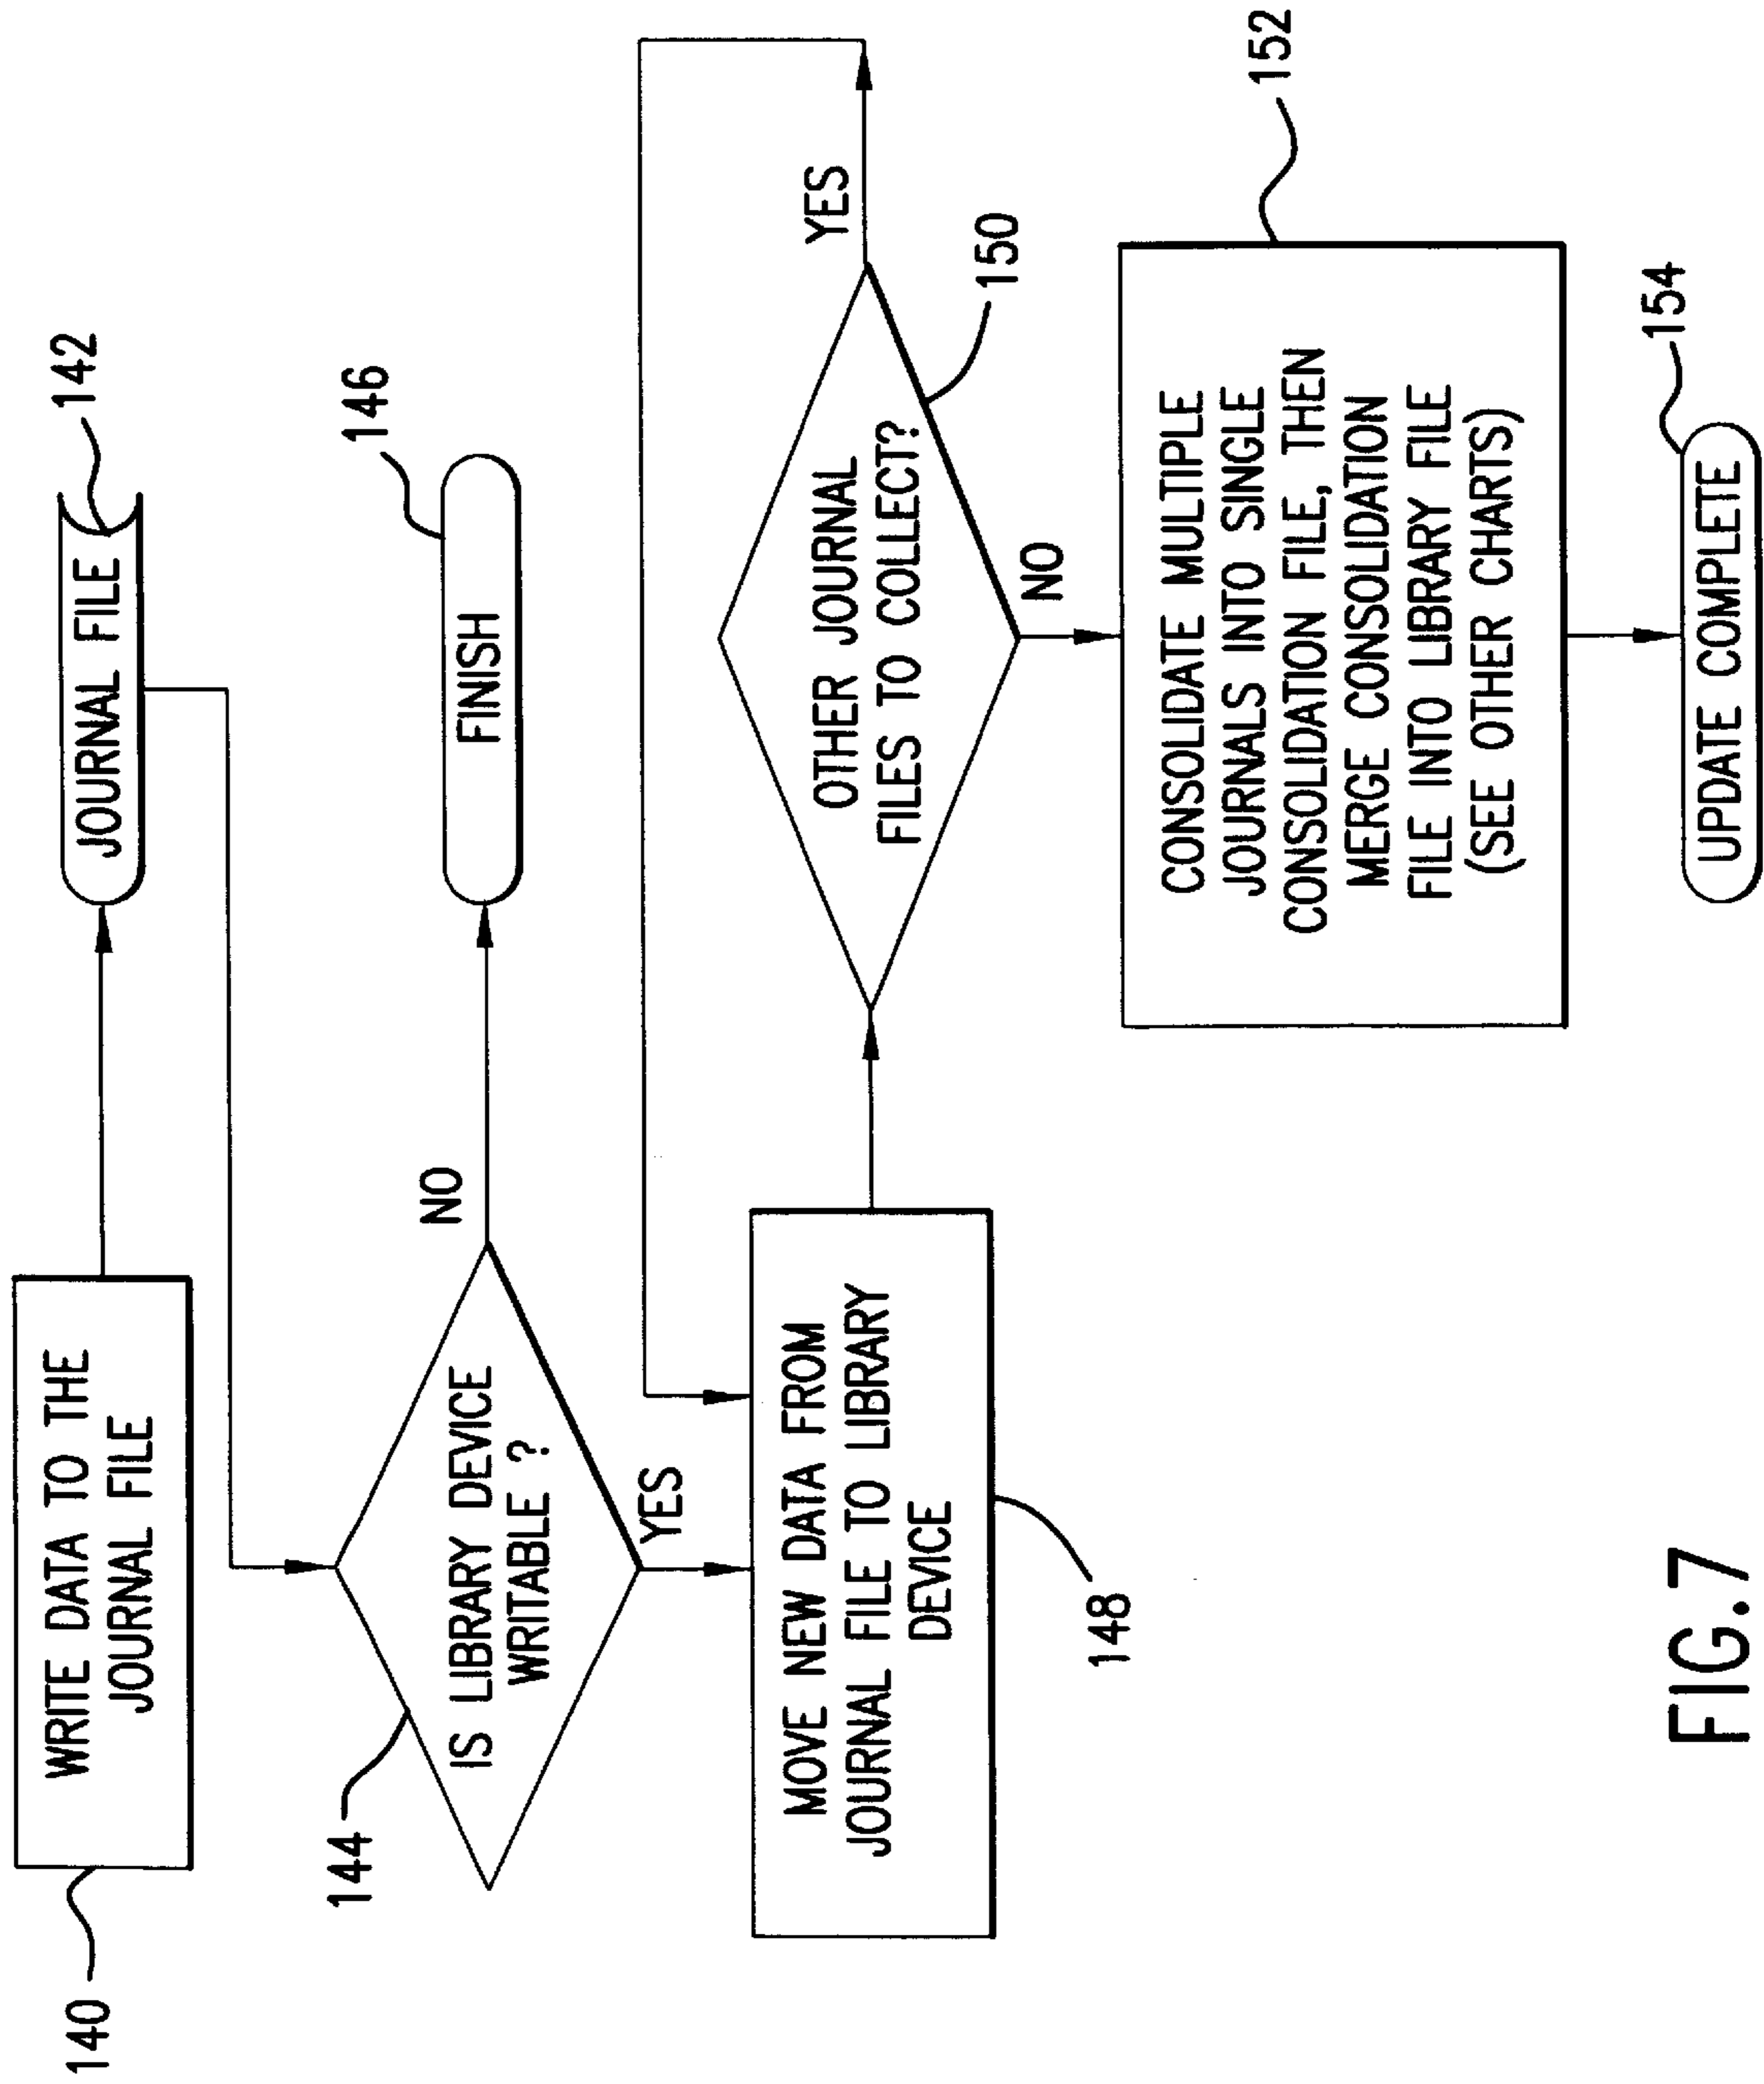 140
WRITE DATA TO THE
JOURNAL FILE
JOURNAL FILE
142
144
IS LIBRARY DEVICE
WRITABLE ?
NO
FINISH
146
YES
MOVE NEW DATA FROM
JOURNAL FILE TO LIBRARY
DEVICE
148
OTHER JOURNAL
FILES TO COLLECT?
YES
150
NO
CONSOLIDATE MULTIPLE
JOURNALS INTO SINGLE
CONSOLIDATION FILE, THEN
MERGE CONSOLIDATION
FILE INTO LIBRARY FILE
(SEE OTHER CHARTS)
152
UPDATE COMPLETE
154
FIG.7